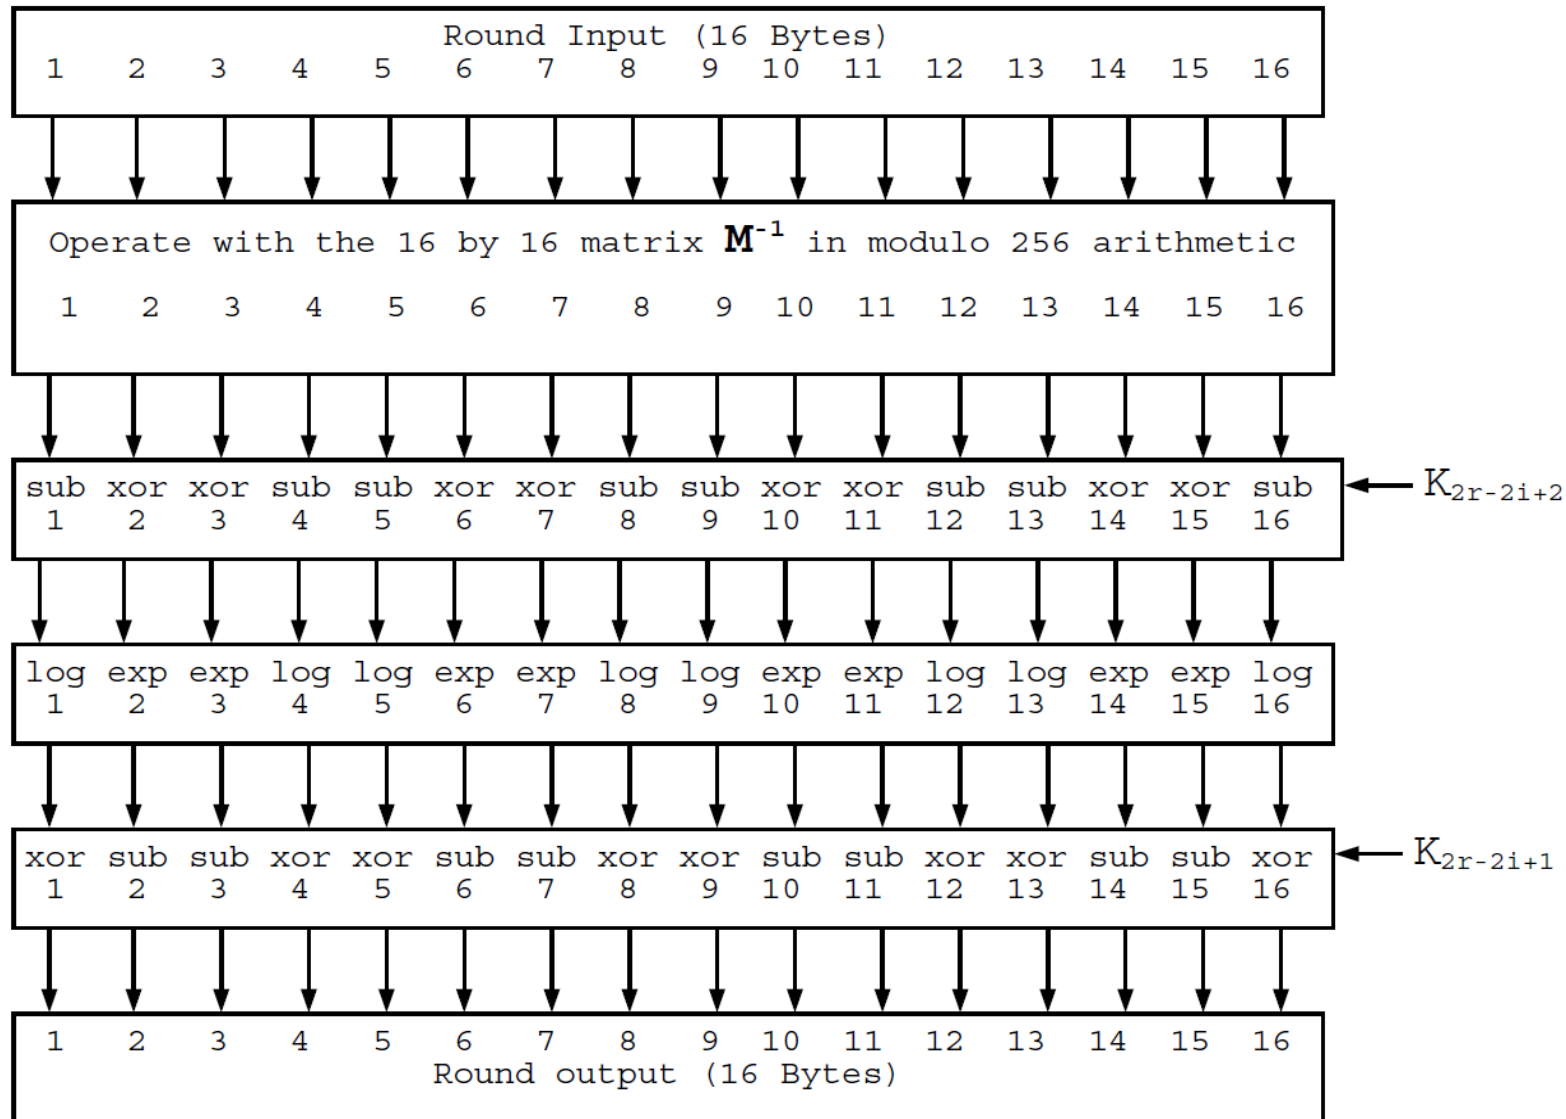 Round Input (16 Bytes)
1 2 3 4 5 6 7 8 9 10 11 12 13 14 15 16
Operate with the 16 by 16 matrix M⁻¹ in modulo 256 arithmetic
1 2 3 4 5 6 7 8 9 10 11 12 13 14 15 16
sub xor xor sub sub xor xor sub sub xor xor sub sub xor xor sub
1 2 3 4 5 6 7 8 9 10 11 12 13 14 15 16
K₂ᵣ₋₂ᵢ₊₂
log exp exp log log exp exp log log exp exp log log exp exp log
1 2 3 4 5 6 7 8 9 10 11 12 13 14 15 16
xor sub sub xor xor sub sub xor xor sub sub xor xor sub sub xor
1 2 3 4 5 6 7 8 9 10 11 12 13 14 15 16
K₂ᵣ₋₂ᵢ₊₁
1 2 3 4 5 6 7 8 9 10 11 12 13 14 15 16
Round output (16 Bytes)